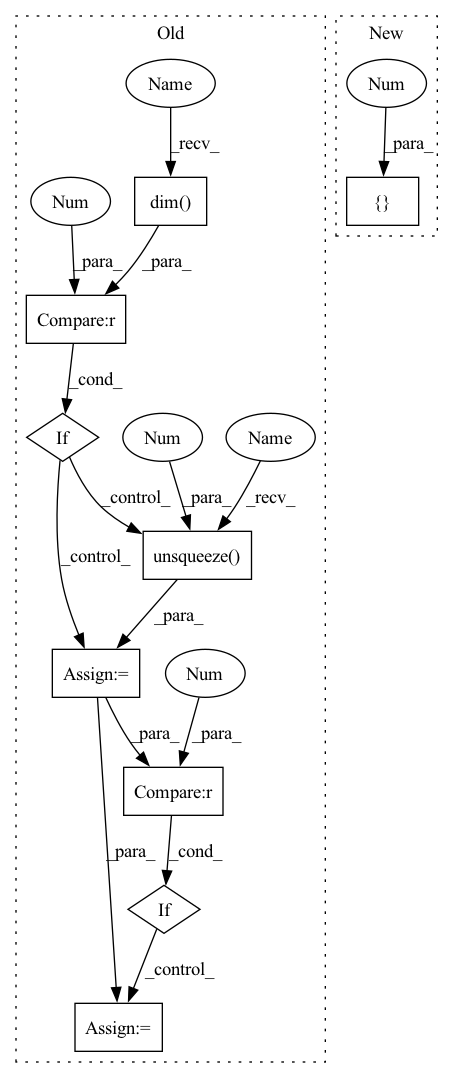 Old
New
Name
Num
_recv_
_para_
Num
dim()
{}
_para_
_para_
Compare:r
_cond_
If
Num
Name
_control_
_para_
_recv_
_control_
unsqueeze()
_para_
Assign:=
Num
_para_
_para_
Compare:r
_para_
_cond_
If
_control_
Assign:=